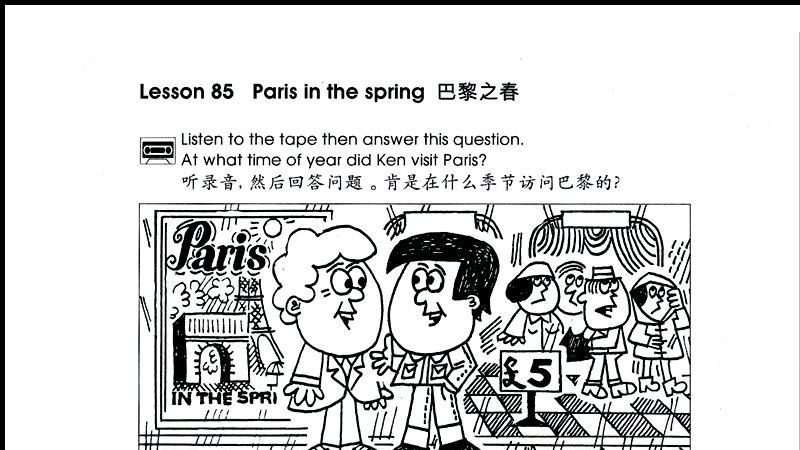 Lesson 85 Paris in the spring 巴黎之春
Listen to the tape then answer this question.
At what time of year did Ken visit Paris?
听录音, 然后回答问题。肯是在什么季节访问巴黎的?
Paris
IN THE SPRI
£5